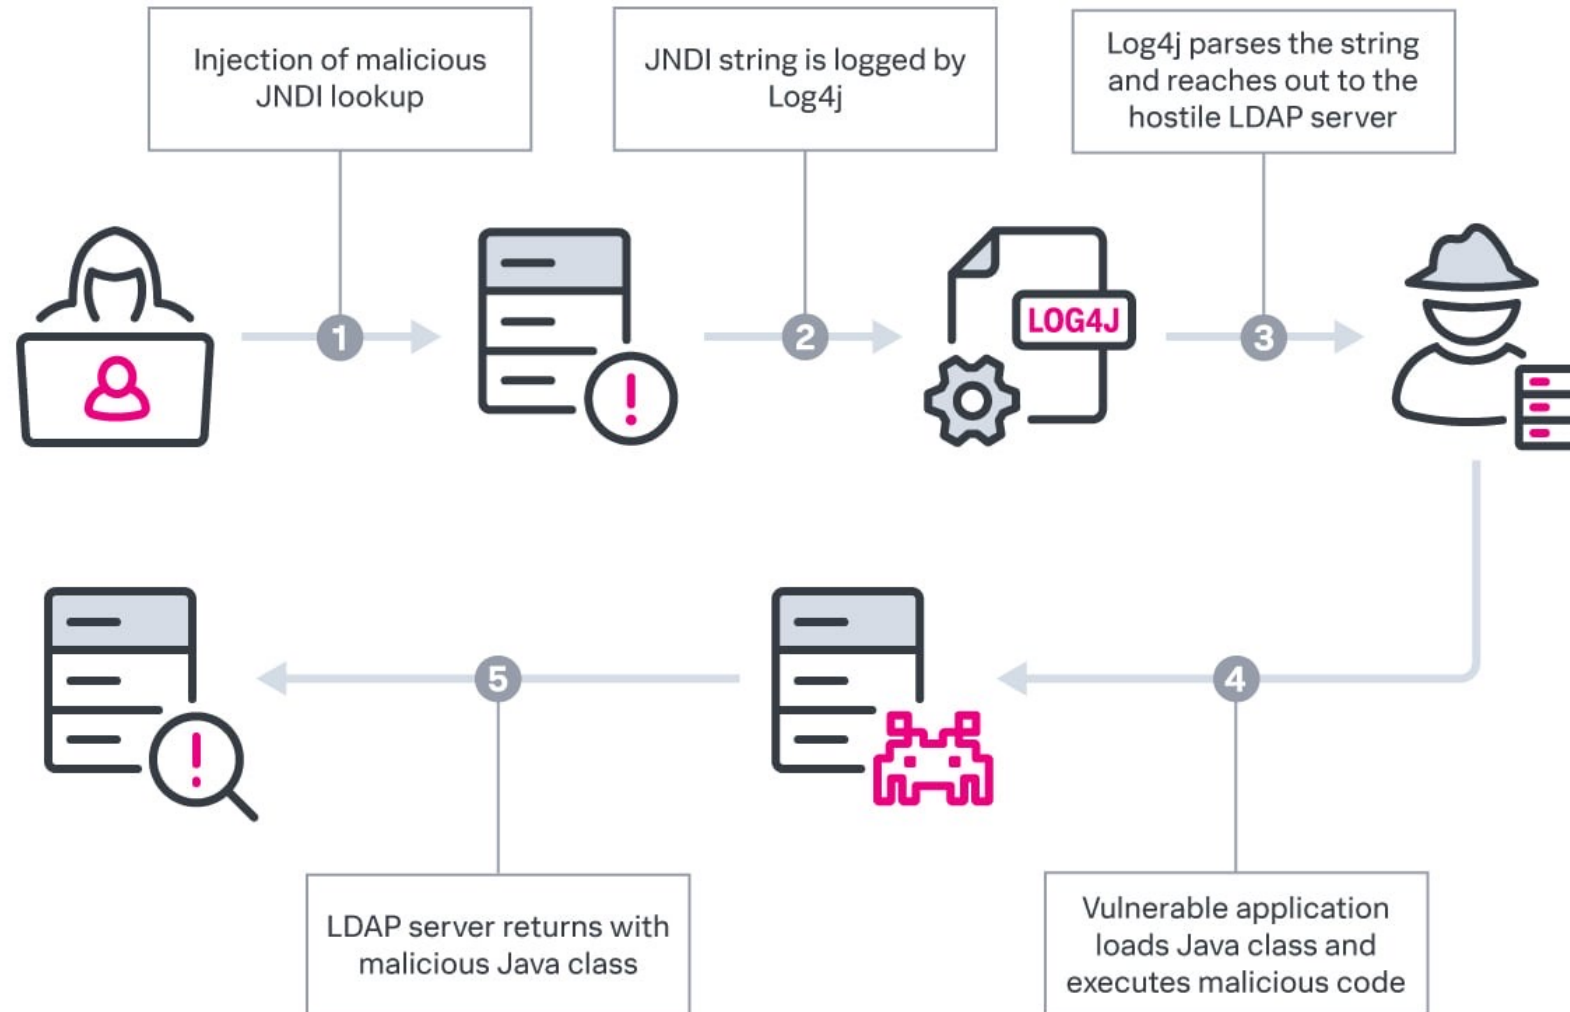 Injection of malicious
JNDI lookup
JNDI string is logged by
Log4j
Log4j parses the string
and reaches out to the
hostile LDAP server
1
2
LOG4J
3
5
4
LDAP server returns with
malicious Java class
Vulnerable application
loads Java class and
executes malicious code